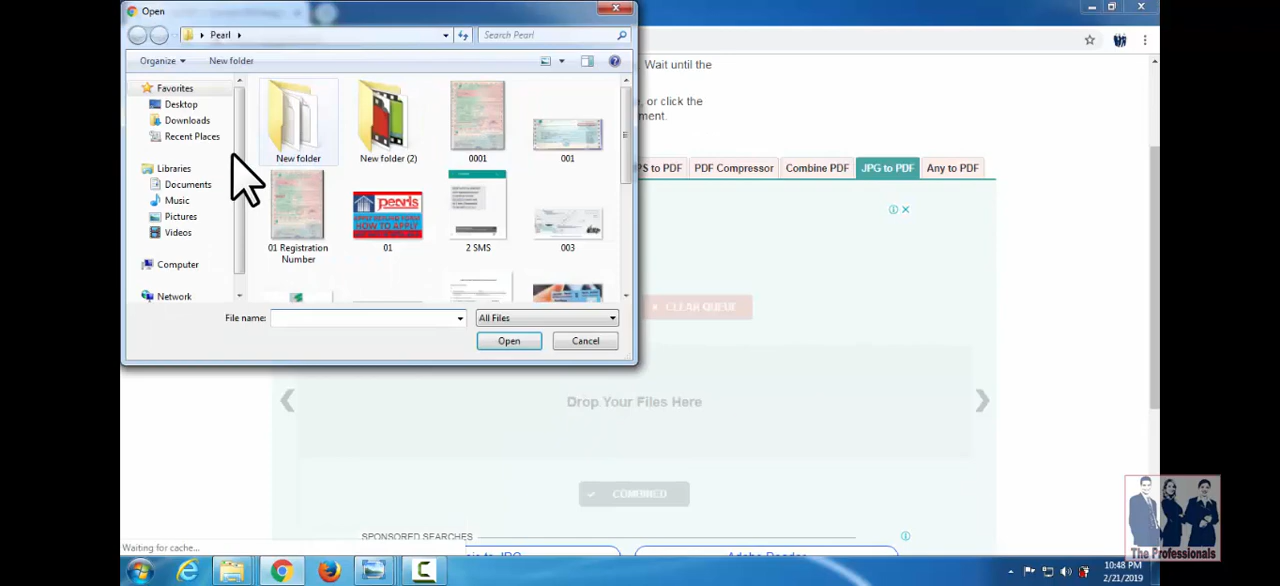 Open
Pearl
Search Pearl
Organize
New folder
Favorites
Desktop
Downloads
Recent Places
Libraries
Documents
Music
Pictures
Videos
Computer
Network
New folder
New folder (2)
0001
001
01 Registration
Number
pearls
HOW TO APPLY
01
2 SMS
003
File name:
All Files
Open
Cancel
Wait until the
, or click the
ment.
PS to PDF
PDF Compressor
Combine PDF
JPG to PDF
Any to PDF
CLEAR QUEUE
Drop Your Files Here
COMBINED
SPONSORED SEARCHES
Adobe Reader
Waiting for cache...
The Professionals
10:48 PM
2/21/2019